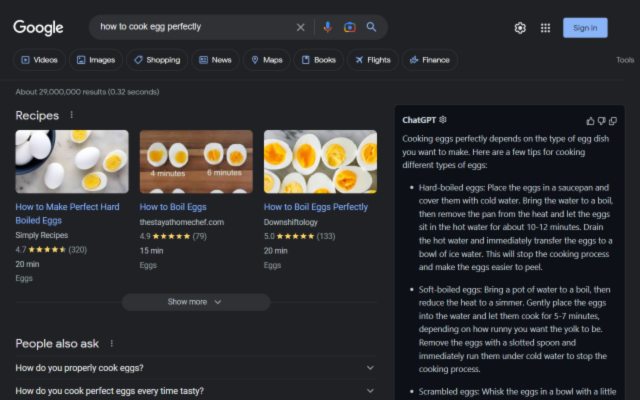 Google
how to cook egg perfectly
Sign in
Videos
Images
Shopping
News
Maps
Books
Flights
Finance
Tools
About 29,000,000 results (0.32 seconds)
Recipes
4 minutes
6 minutes
How to Make Perfect Hard
Boiled Eggs
Simply Recipes
4.7 (320)
20 min
Eggs
How to Boil Eggs
thestayathomechef.com
4.9 (79)
15 min
Eggs
How to Boil Eggs Perfectly
Downshiftology
5.0 (133)
20 min
Eggs
Show more
People also ask
How do you properly cook eggs?
How do you cook perfect eggs every time tasty?
ChatGPT
Cooking eggs perfectly depends on the type of egg dish
you want to make. Here are a few tips for cooking
different types of eggs:
• Hard-boiled eggs: Place the eggs in a saucepan and
cover them with cold water. Bring the water to a boil,
then remove the pan from the heat and let the eggs
sit in the hot water for about 10-12 minutes. Drain
the hot water and immediately transfer the eggs to a
bowl of ice water. This will stop the cooking process
and make the eggs easier to peel.
• Soft-boiled eggs: Bring a pot of water to a boil, then
reduce the heat to a simmer. Gently place the eggs
into the water and let them cook for 5-7 minutes,
depending on how runny you want the yolk to be.
Remove the eggs with a slotted spoon and
immediately run them under cold water to stop the
cooking process.
• Scrambled eggs: Whisk the eggs in a bowl with a little